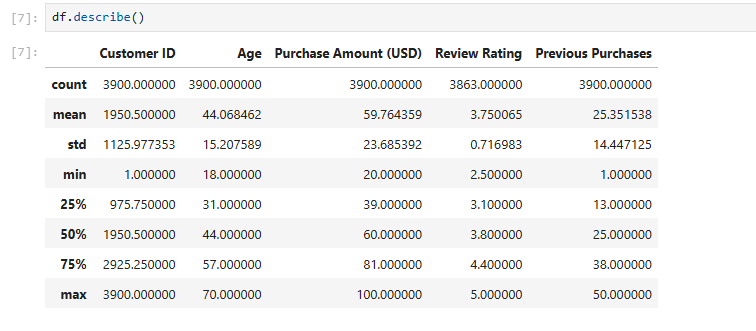 [7]: df.describe()
[7]:
Customer ID Age Purchase Amount (USD) Review Rating Previous Purchases
count 3900.000000 3900.000000 3900.000000 3863.000000 3900.000000
mean 1950.500000 44.068462 59.764359 3.750065 25.351538
std 1125.977353 15.207589 23.685392 0.716983 14.447125
min 1.000000 18.000000 20.000000 2.500000 1.000000
25% 975.750000 31.000000 39.000000 3.100000 13.000000
50% 1950.500000 44.000000 60.000000 3.800000 25.000000
75% 2925.250000 57.000000 81.000000 4.400000 38.000000
max 3900.000000 70.000000 100.000000 5.000000 50.000000